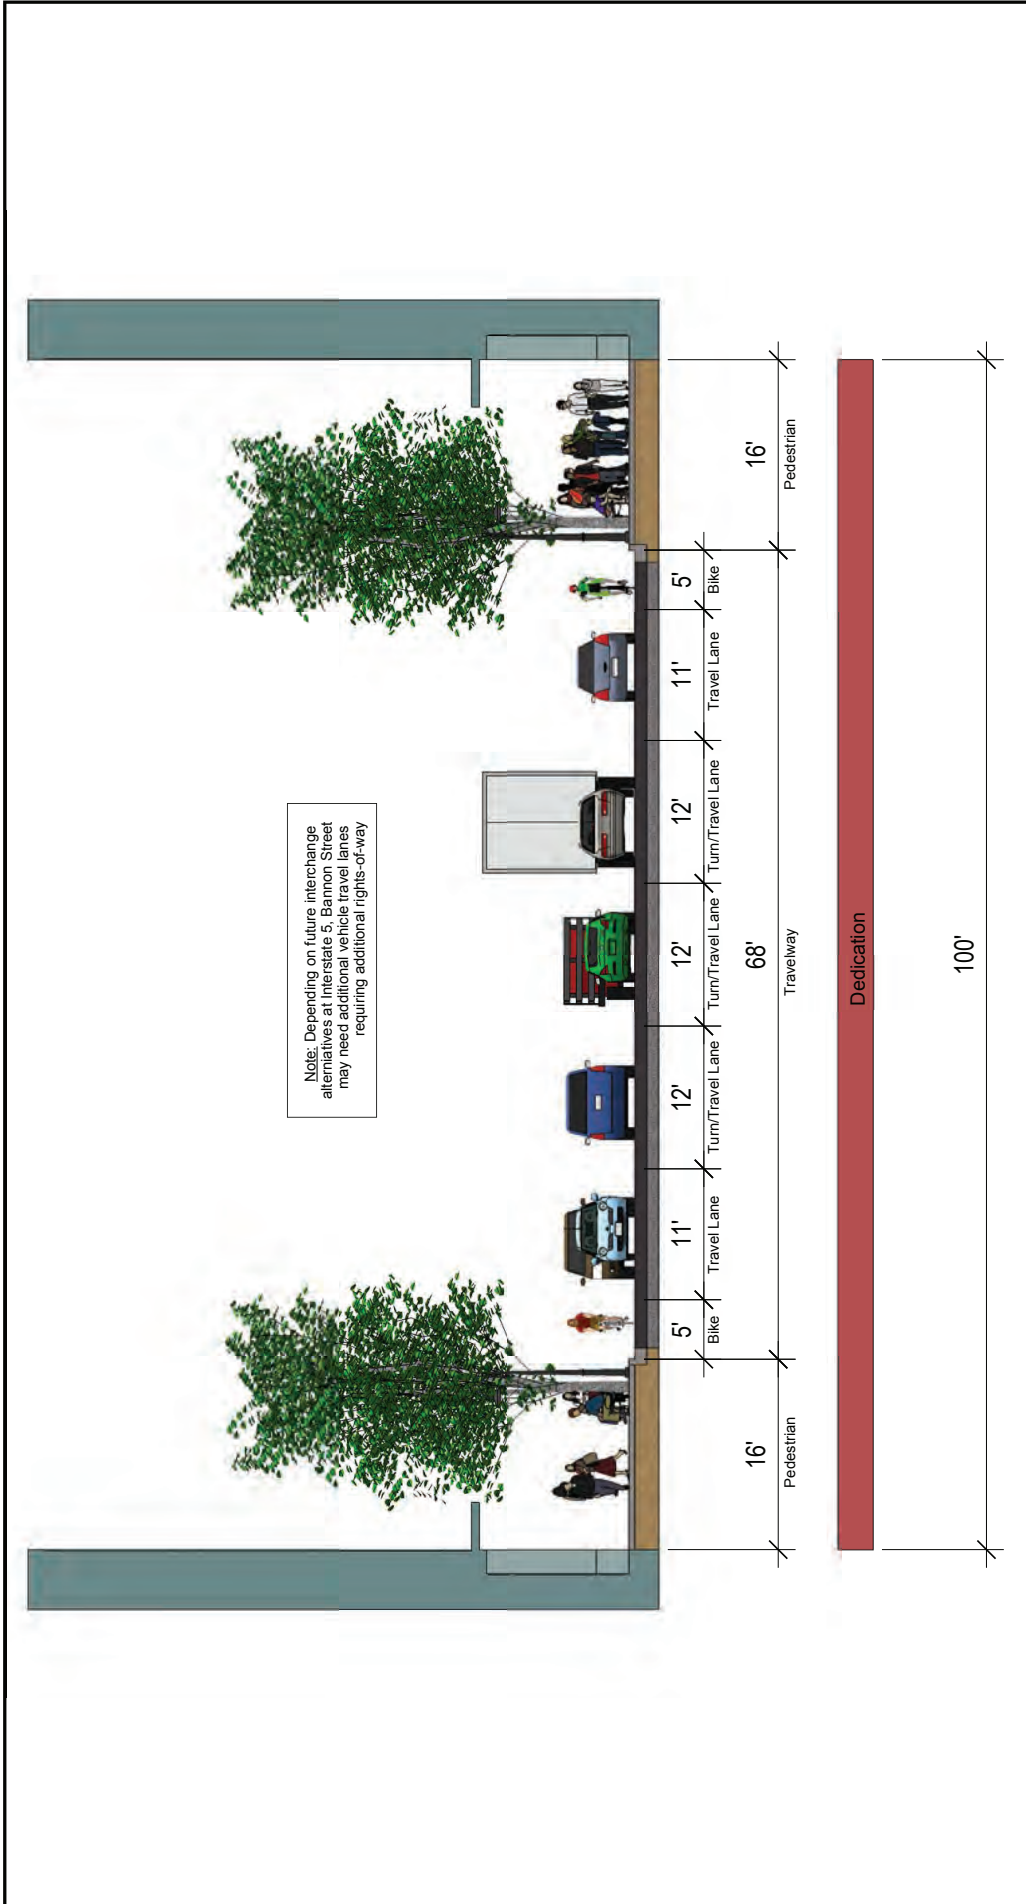 Note: Depending on future interchange
alterniatives at Interstate 5, Bannon Street
may need additional vehicle travel lanes
requiring additional rights-of-way
5'
Bike
11'
Travel Lane
12'
Turn/Travel Lane
12'
Turn/Travel Lane
12'
Turn/Travel Lane
11'
Travel Lane
5'
Bike
16'
Pedestrian
68'
Travelway
16'
Pedestrian
Dedication
100'